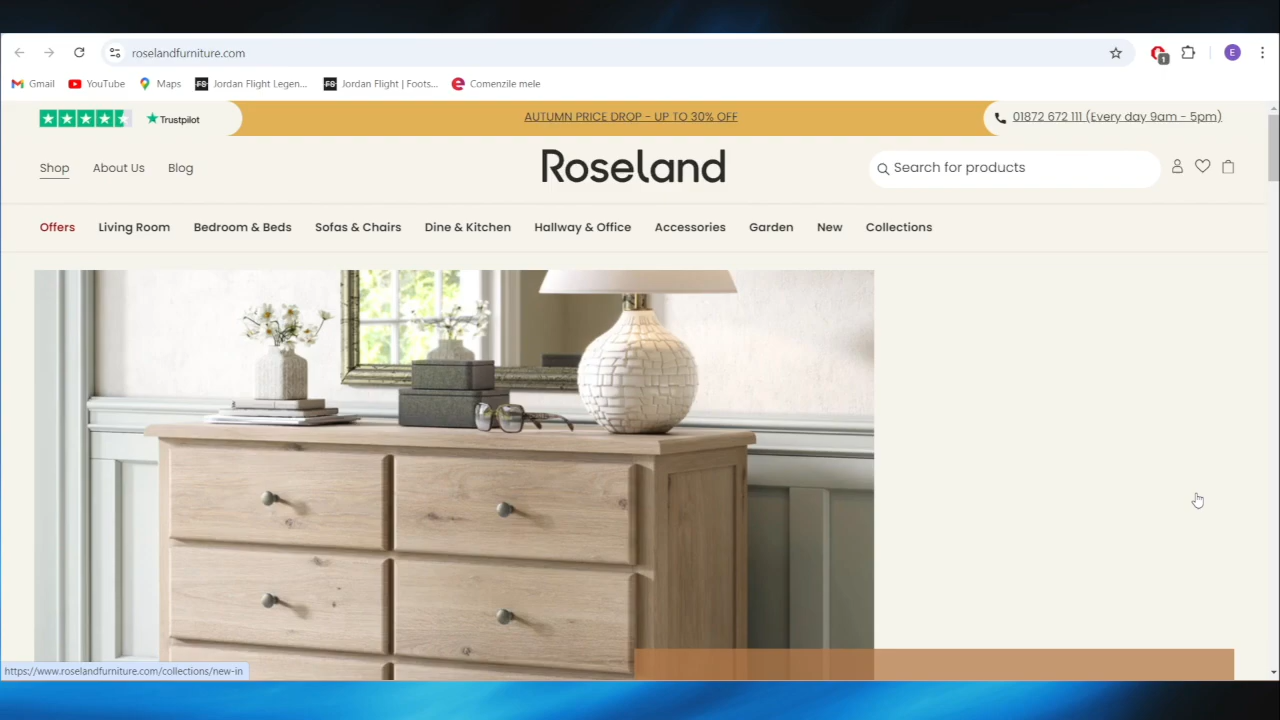 roselandfurniture.com
E
1
Gmail YouTube Maps Jordan Flight Legen... Jordan Flight | Foots... Comenzile mele
Trustpilot AUTUMN PRICE DROP - UP TO 30% OFF 01872 672 111 (Every day 9am - 5pm)
Shop About Us Blog Roseland Search for products
Offers Living Room Bedroom & Beds Sofas & Chairs Dine & Kitchen Hallway & Office Accessories Garden New Collections
https://www.roselandfurniture.com/collections/new-in